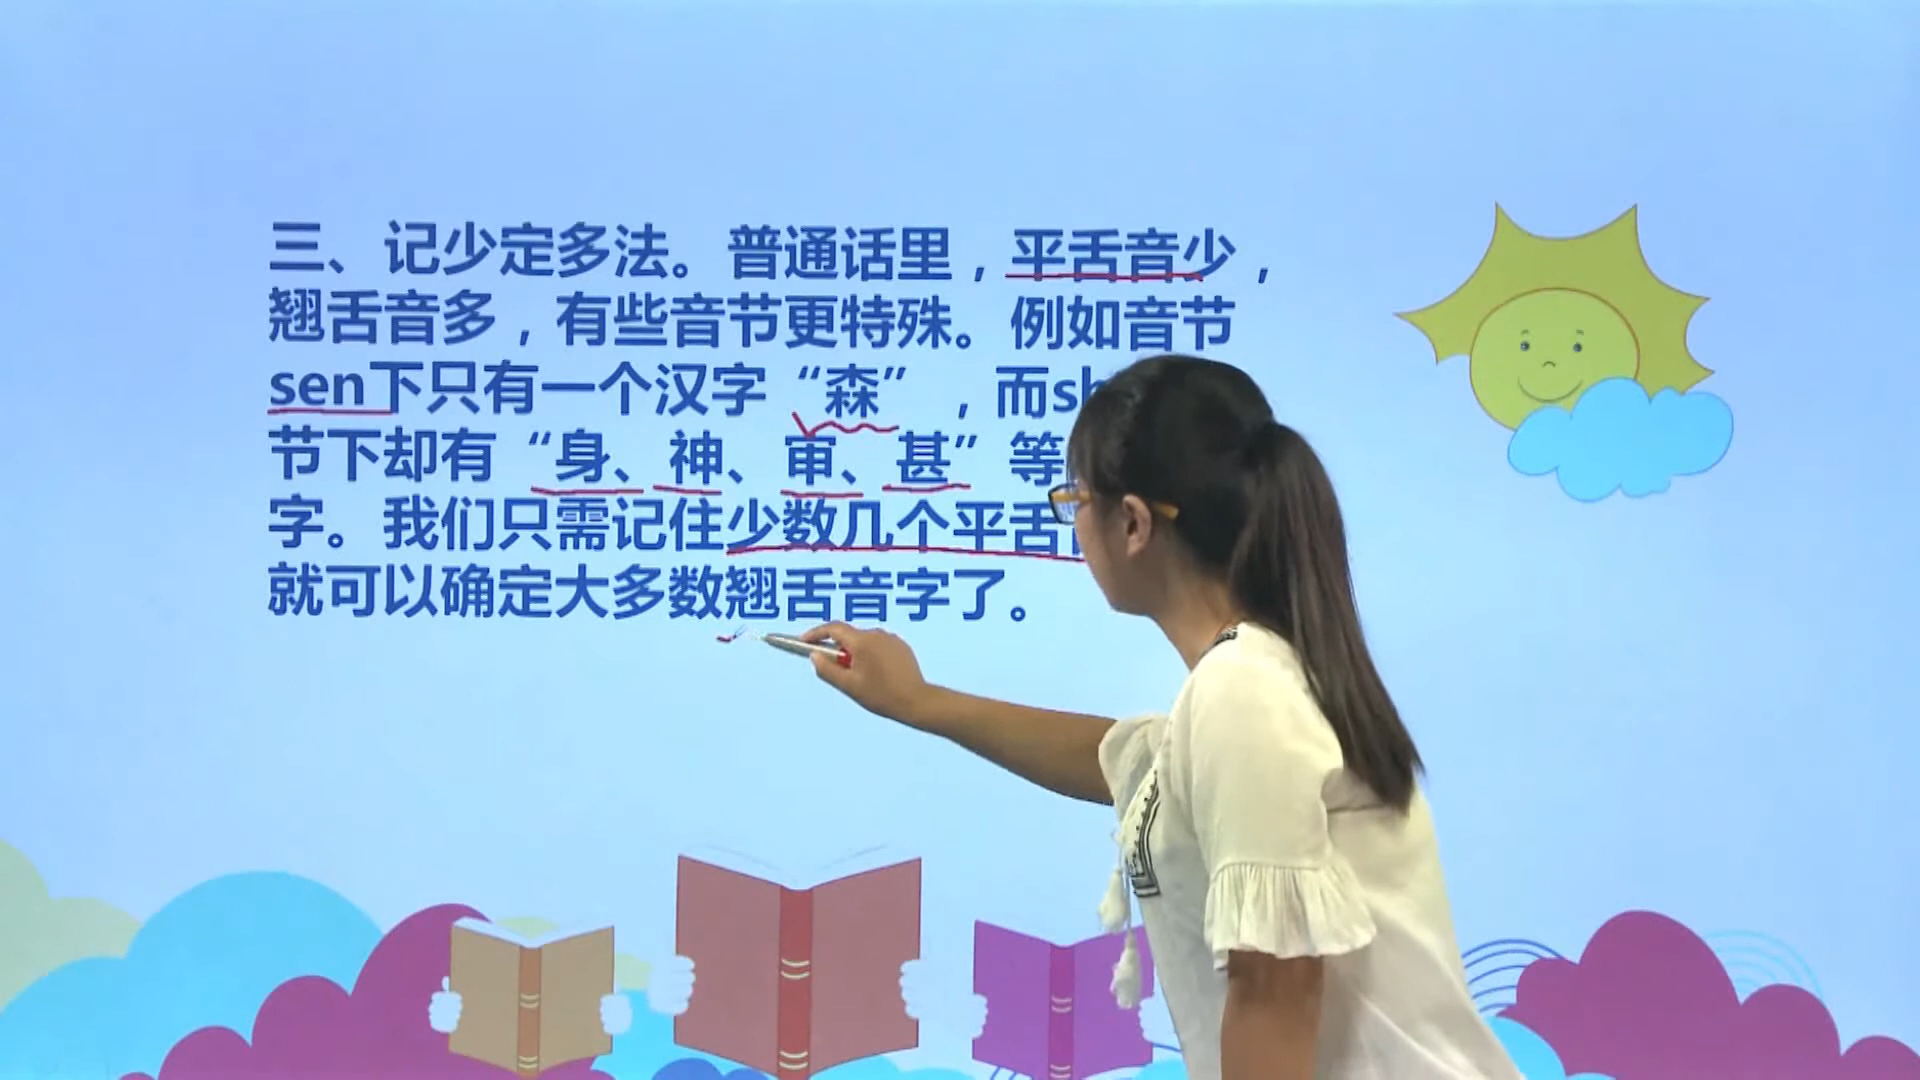 三、记少定多法。普通话里，平舌音少，
翘舌音多，有些音节更特殊。例如音节
sen下只有一个汉字“森”，而sh
节下却有“身、神、审、甚”等
字。我们只需记住少数几个平舌
就可以确定大多数翘舌音字了。